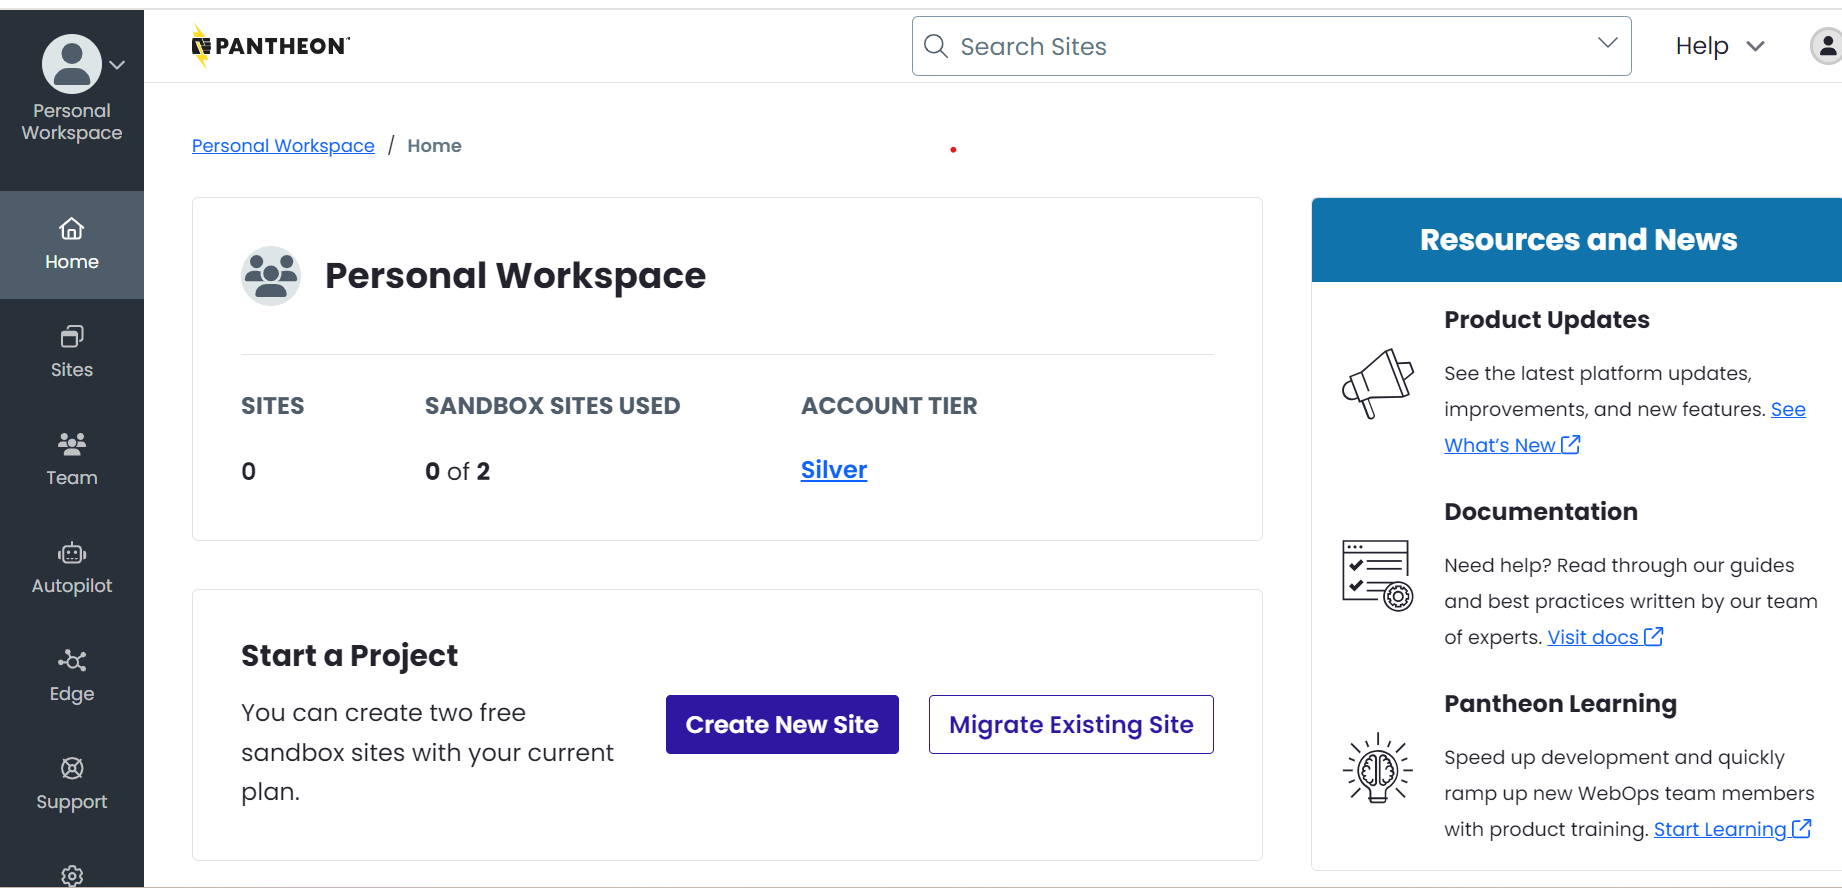 Personal
Workspace
Home
Sites
Team
Autopilot
Edge
Support
PANTHEON
Search Sites
Help
Personal Workspace / Home
Personal Workspace
SITES
SANDBOX SITES USED
ACCOUNT TIER
0
0 of 2
Silver
Start a Project
You can create two free
sandbox sites with your current
plan.
Create New Site
Migrate Existing Site
Resources and News
Product Updates
See the latest platform updates,
improvements, and new features. See
What’s New
Documentation
Need help? Read through our guides
and best practices written by our team
of experts. Visit docs
Pantheon Learning
Speed up development and quickly
ramp up new WebOps team members
with product training. Start Learning